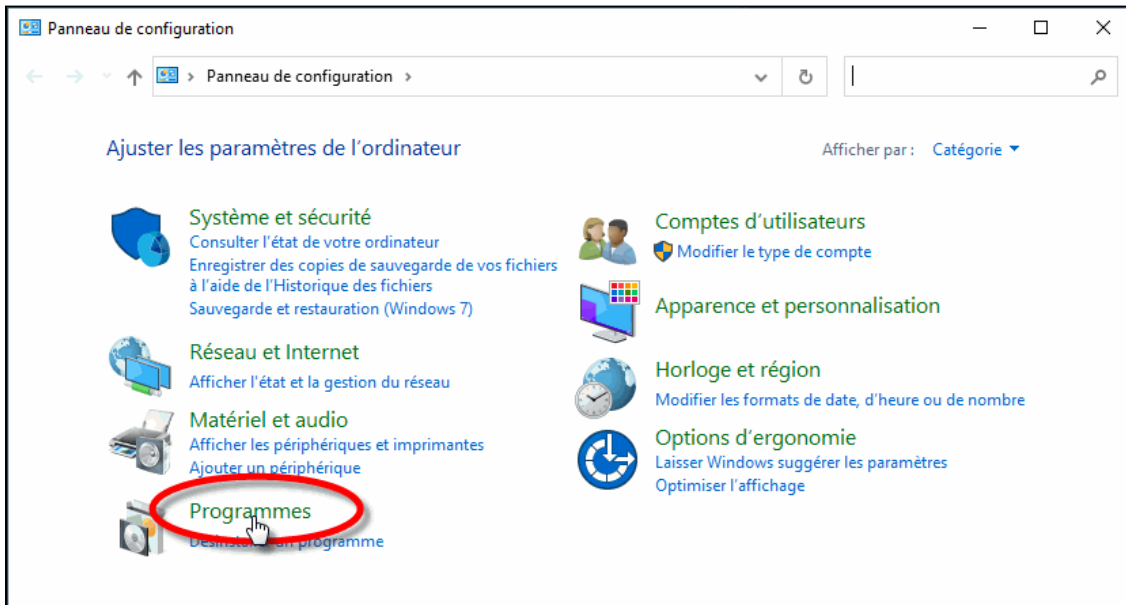 Panneau de configuration
Panneau de configuration
Ajuster les paramètres de l'ordinateur
Afficher par : Catégorie
Système et sécurité
Consulter l'état de votre ordinateur
Enregistrer des copies de sauvegarde de vos fichiers
à l'aide de l'Historique des fichiers
Sauvegarde et restauration (Windows 7)
Réseau et Internet
Afficher l'état et la gestion du réseau
Matériel et audio
Afficher les périphériques et imprimantes
Ajouter un périphérique
Programmes
Désinstaller un programme
Comptes d'utilisateurs
Modifier le type de compte
Apparence et personnalisation
Horloge et région
Modifier les formats de date, d'heure ou de nombre
Options d'ergonomie
Laisser Windows suggérer les paramètres
Optimiser l'affichage